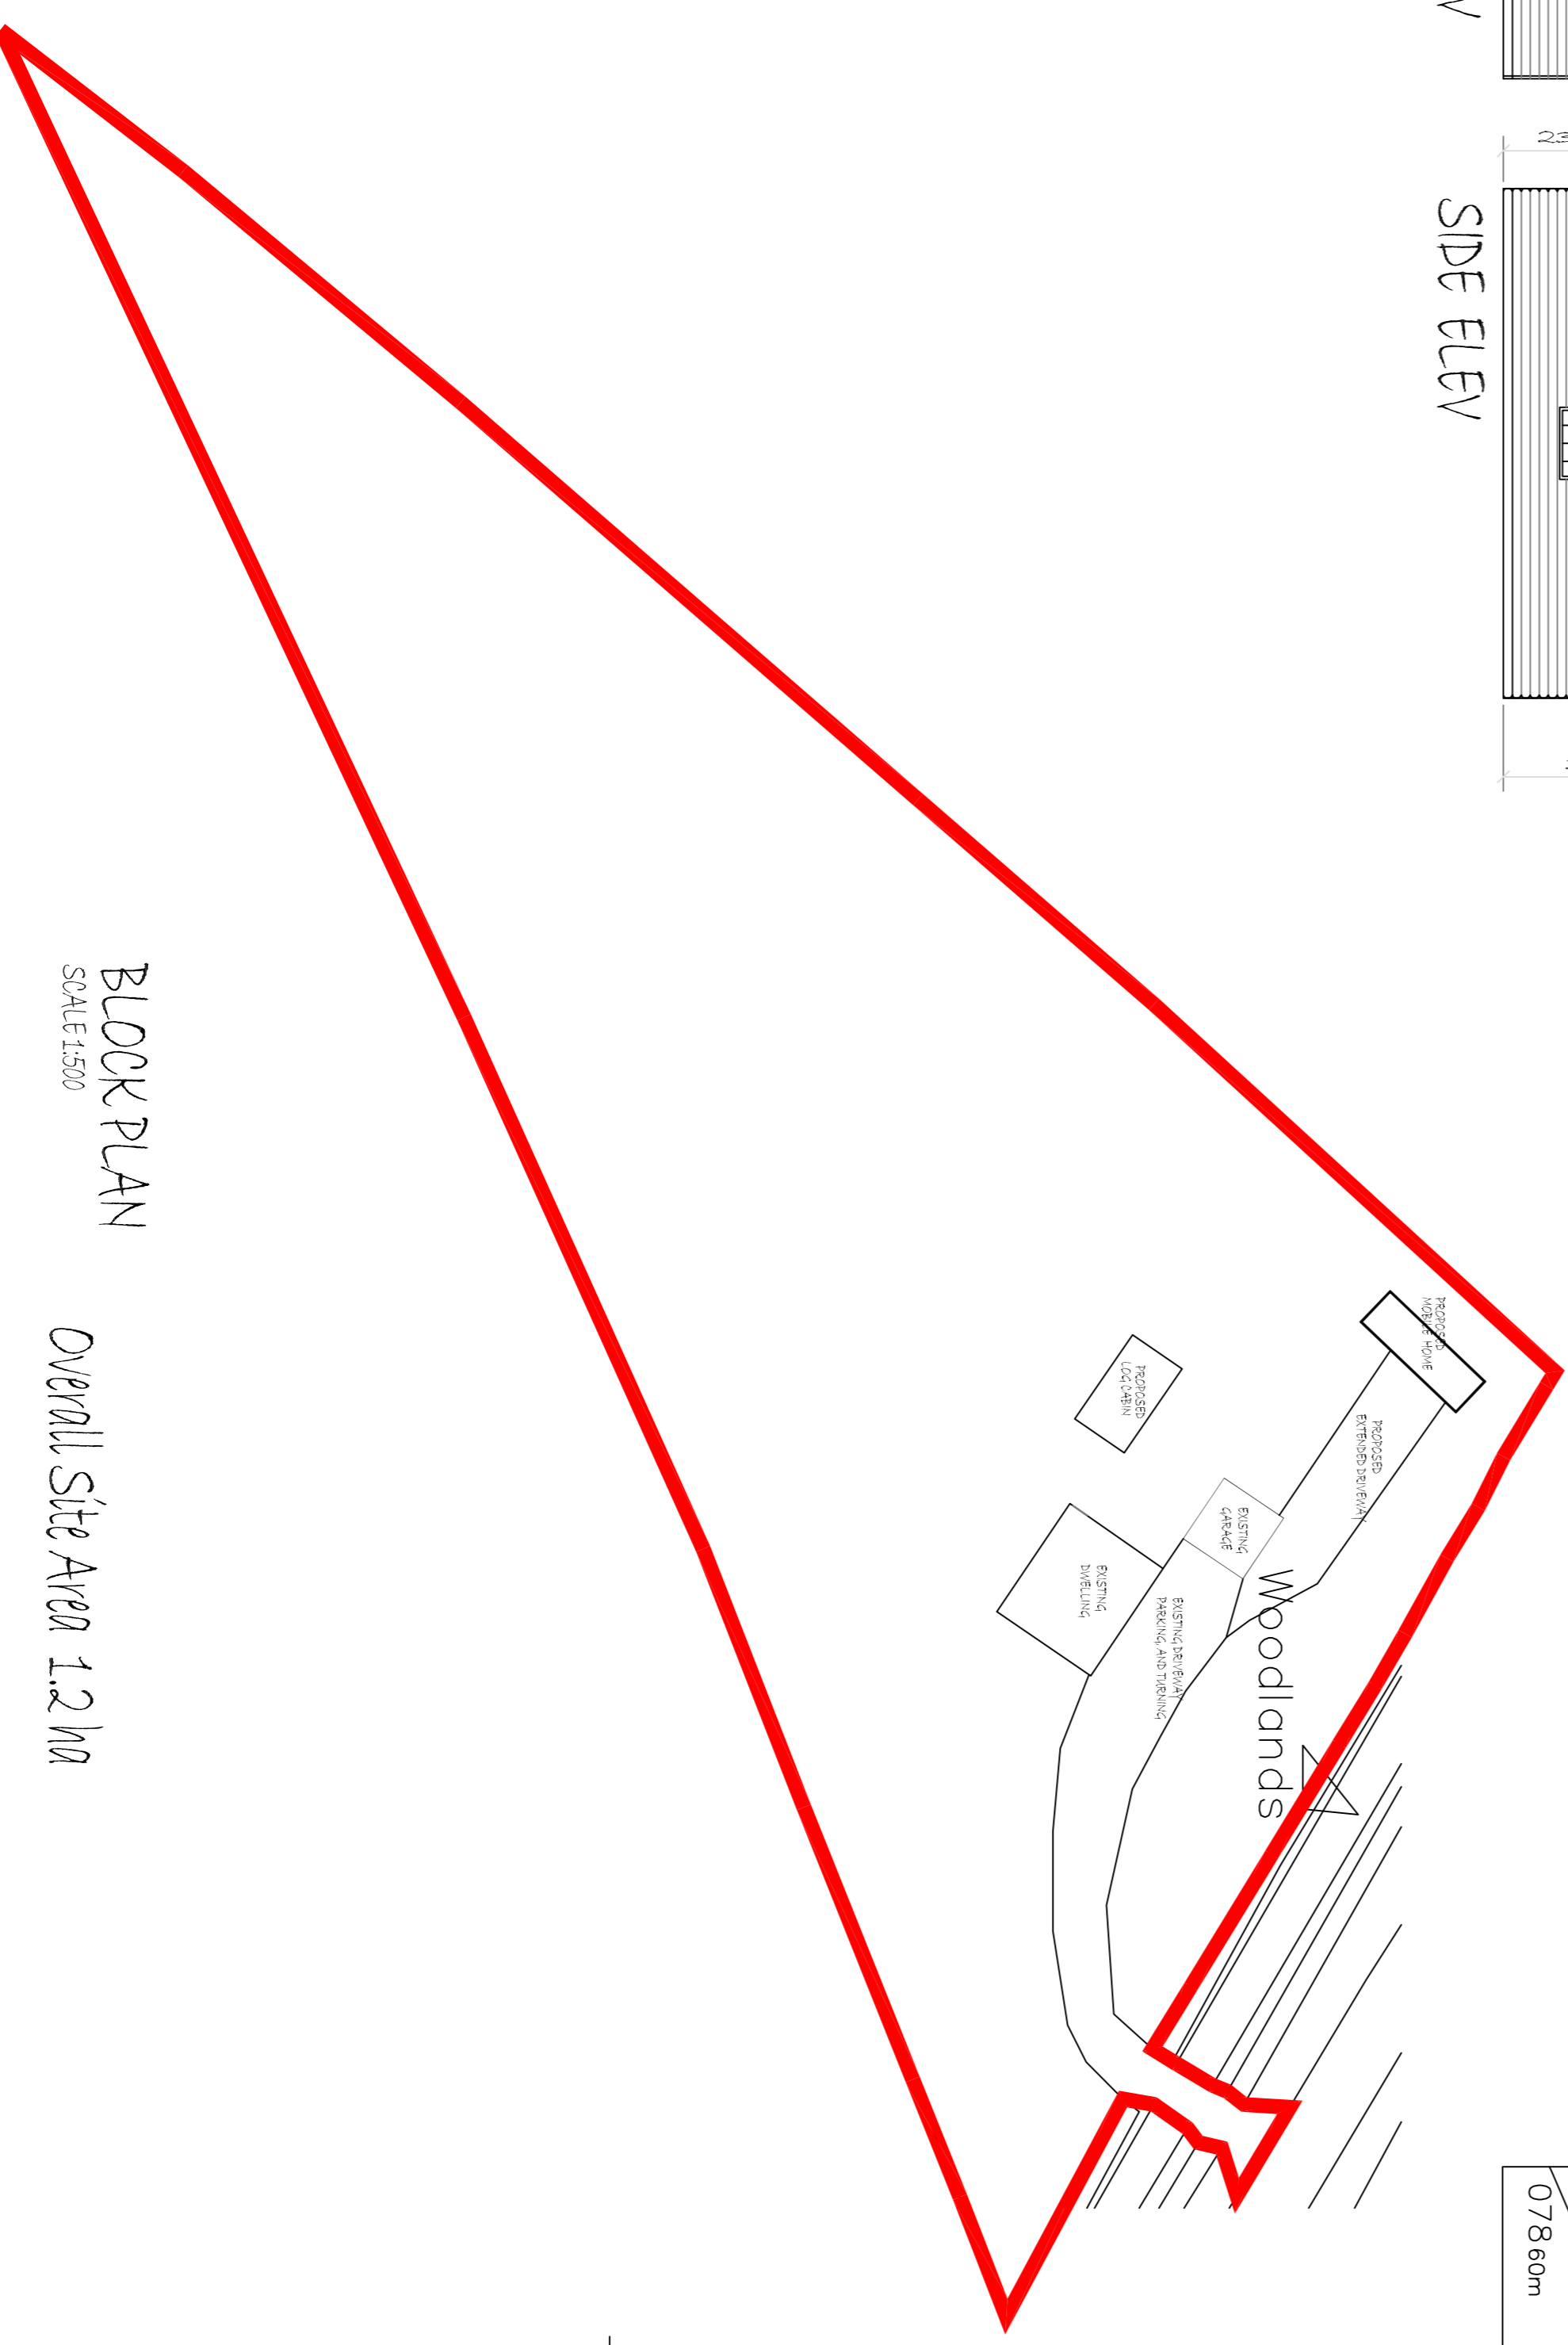 SIDE ELEV
PROPOSED
MOBILE HOME
PROPOSED
EXTENDED DRIVEWAY
PROPOSED
LOG CABIN
EXISTING
GARAGE
EXISTING
DWELLING
EXISTING DRIVEWAY
PARKING, AND TURNING
Woodlands
BLOCK PLAN
SCALE 1:500
Overall Site Area 1.2 ha
078
60m